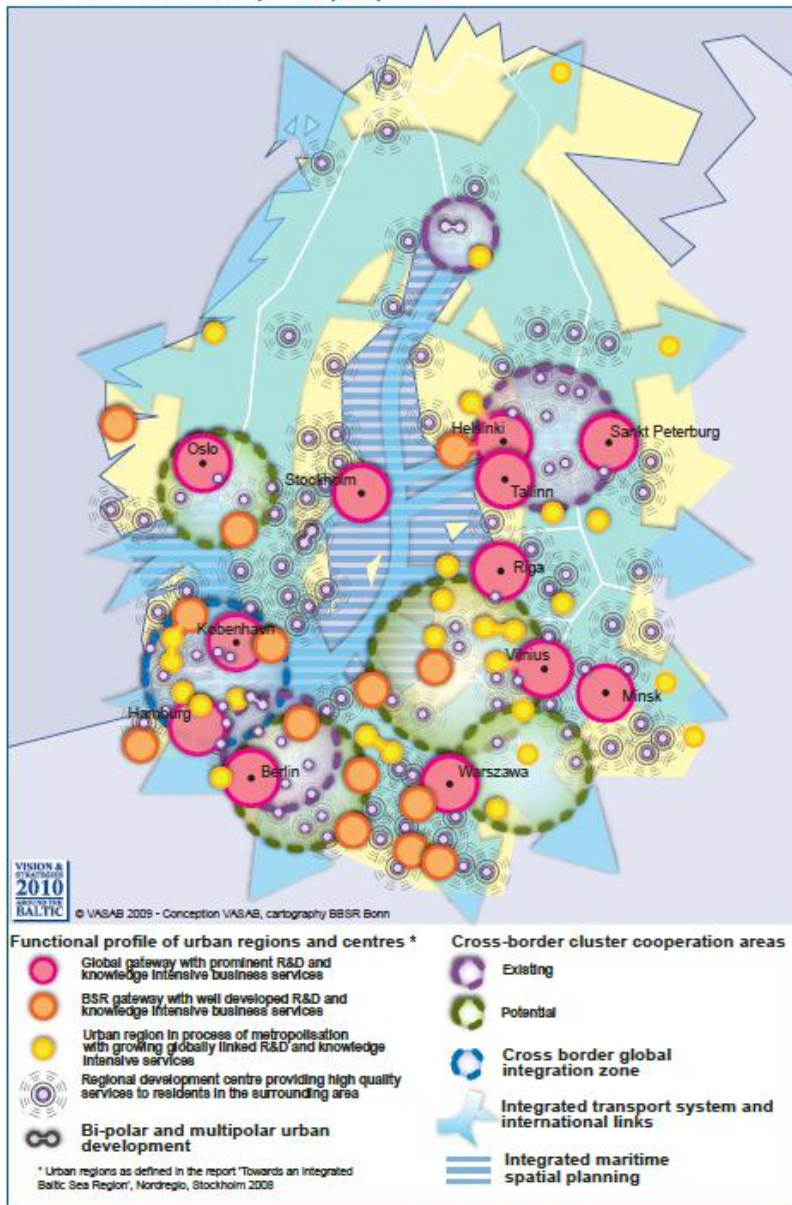 Oslo
Helsinki
Sankt Peterburg
Stockholm
Tallinn
Riga
København
Vilnius
Minsk
Hamburg
Berlin
Warszawa
VISION &
STRATEGIES
2010
AROUND THE
BALTIC
© VASAB 2009 - Conception VASAB, cartography BBSR Bonn
Functional profile of urban regions and centres *
Global gateway with prominent R&D and
knowledge intensive business services
BSR gateway with well developed R&D and
knowledge intensive business services
Urban region in process of metropolisation
with growing globally linked R&D and knowledge
intensive services
Regional development centre providing high quality
services to residents in the surrounding area
Bi-polar and multipolar urban
development
* Urban regions as defined in the report 'Towards an Integrated
Baltic Sea Region', Nordregio, Stockholm 2008
Cross-border cluster cooperation areas
Existing
Potential
Cross border global
integration zone
Integrated transport system and
international links
Integrated maritime
spatial planning